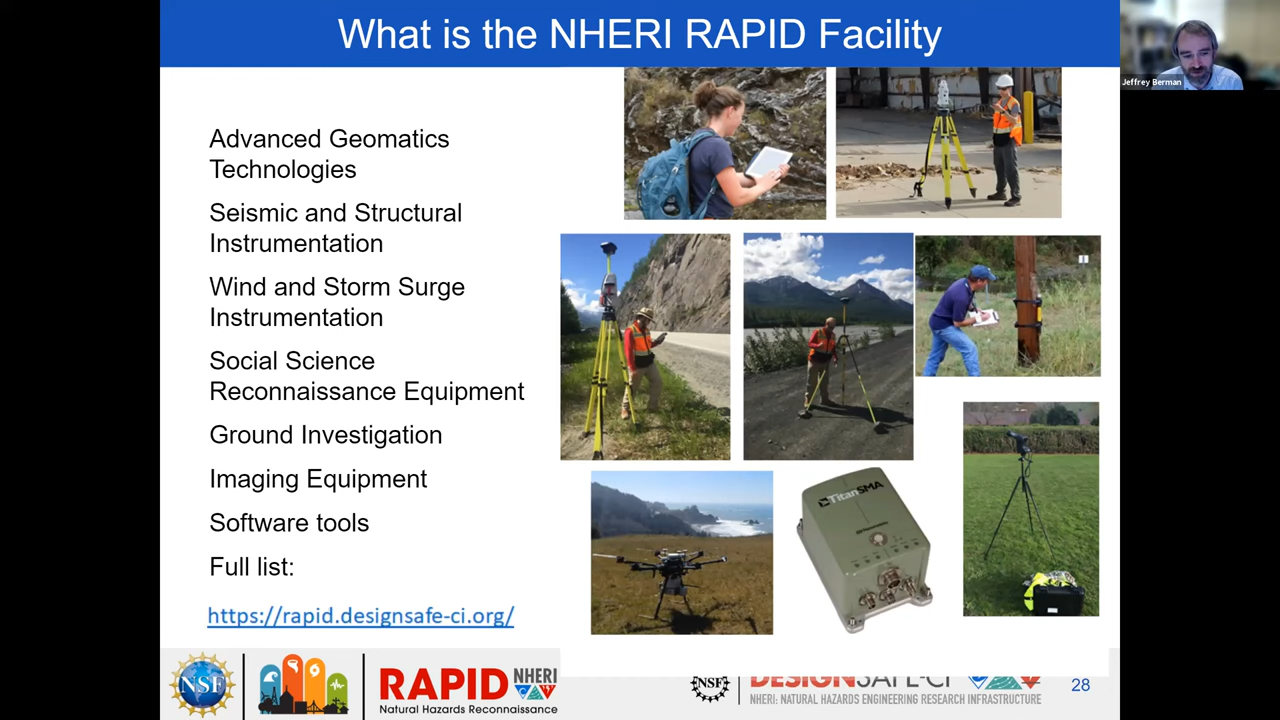 What is the NHERI RAPID Facility
Jeffrey Berman
Advanced Geomatics
Technologies
Seismic and Structural
Instrumentation
Wind and Storm Surge
Instrumentation
Social Science
Reconnaissance Equipment
Ground Investigation
Imaging Equipment
Software tools
Full list:
https://rapid.designsafe-ci.org/
TitanSMA
NSF
RAPID NHERI
Natural Hazards Reconnaissance
NSF
DESIGNSAFE-CI
NHERI: NATURAL HAZARDS ENGINEERING RESEARCH INFRASTRUCTURE
28